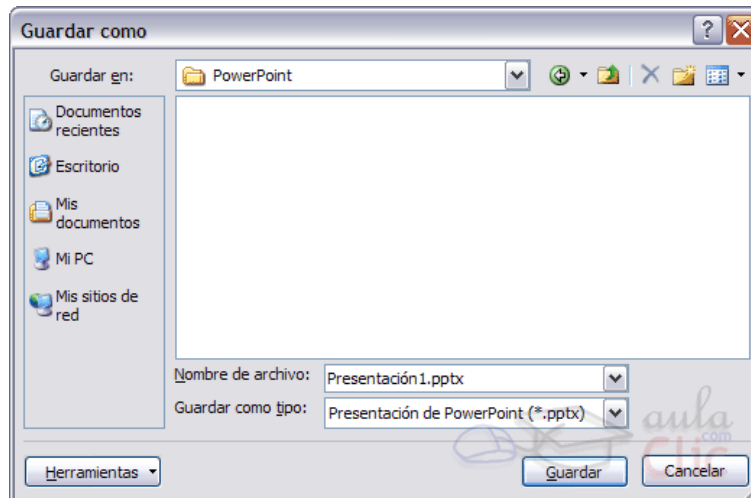 Guardar como
Guardar en:
PowerPoint
Documentos
recientes
Escritorio
Mis
documentos
Mi PC
Mis sitios de
red
Nombre de archivo:
Presentación1.pptx
Guardar como tipo:
Presentación de PowerPoint (*.pptx)
aula
.com
Clic
Herramientas
Guardar
Cancelar